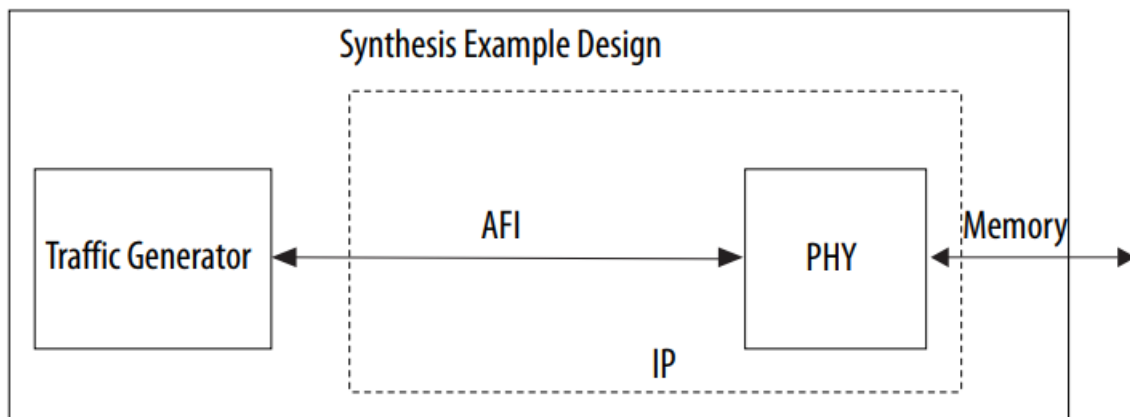 Synthesis Example Design
Traffic Generator
AFI
PHY
Memory
IP